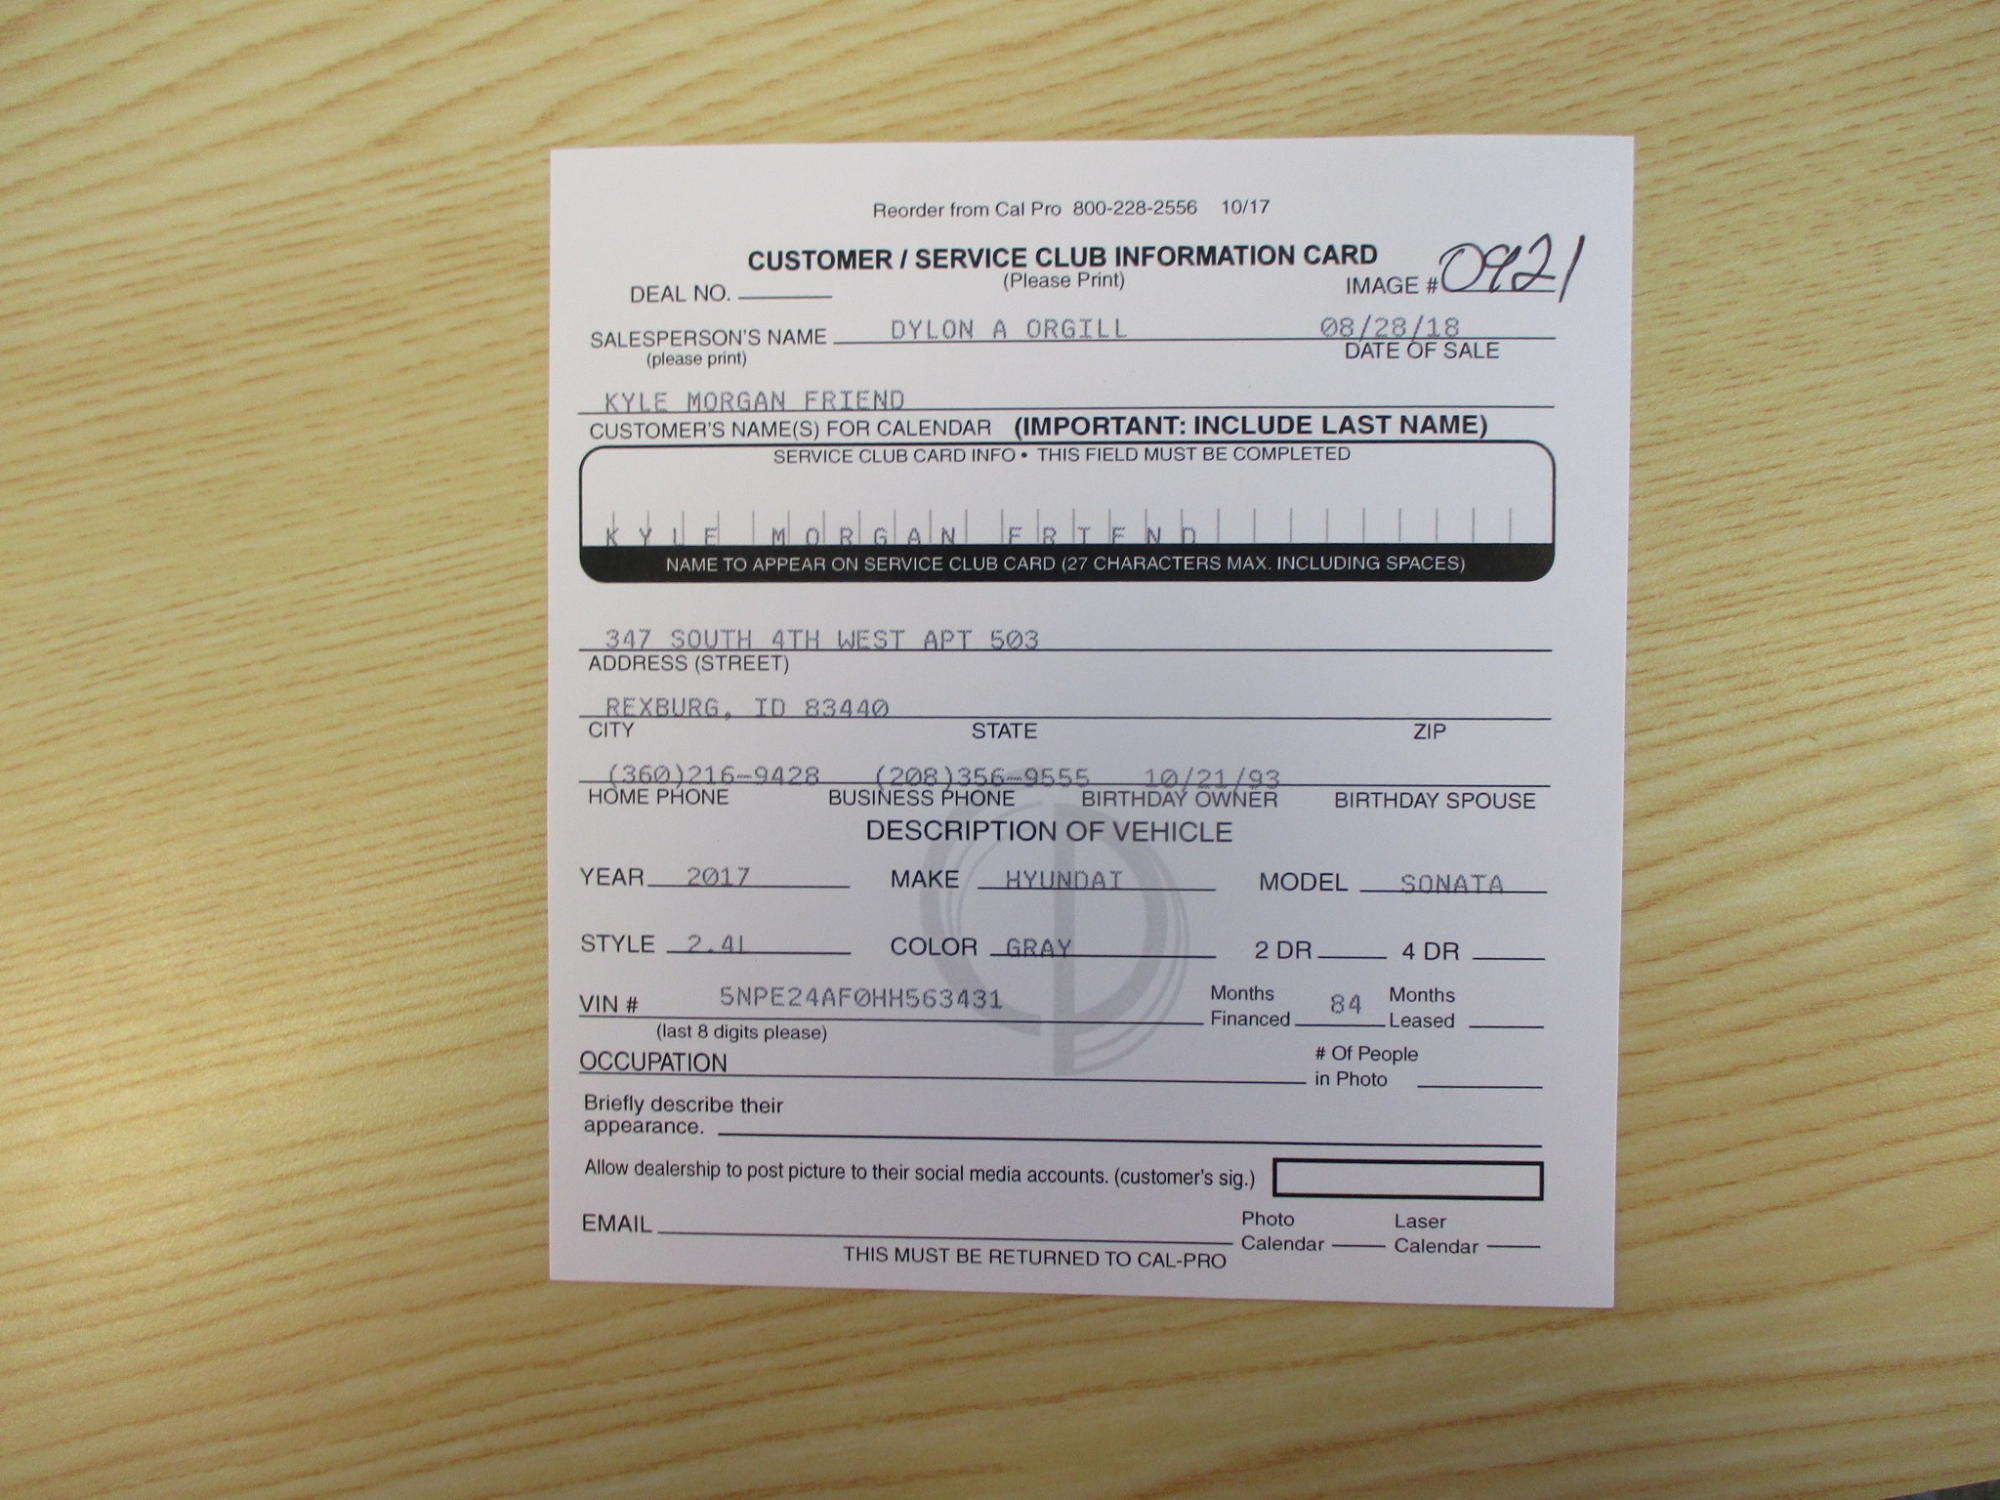 Reorder from Cal Pro 800-228-2556 10/17
CUSTOMER / SERVICE CLUB INFORMATION CARD
(Please Print)
DEAL NO. IMAGE # 0921
SALESPERSON'S NAME DYLON A ORGILL 08/28/18
(please print) DATE OF SALE
KYLE MORGAN FRIEND
CUSTOMER'S NAME(S) FOR CALENDAR (IMPORTANT: INCLUDE LAST NAME)
SERVICE CLUB CARD INFO • THIS FIELD MUST BE COMPLETED
KYLE MORGAN FRIEND
NAME TO APPEAR ON SERVICE CLUB CARD (27 CHARACTERS MAX. INCLUDING SPACES)
347 SOUTH 4TH WEST APT 503
ADDRESS (STREET)
REXBURG, ID 83440
CITY STATE ZIP
(360)216-9428 (208)356-9555 10/21/93
HOME PHONE BUSINESS PHONE BIRTHDAY OWNER BIRTHDAY SPOUSE
DESCRIPTION OF VEHICLE
YEAR 2017 MAKE HYUNDAI MODEL SONATA
STYLE 2.4L COLOR GRAY 2 DR 4 DR
VIN # 5NPE24AF0HH563431 Months Financed 84 Months Leased
(last 8 digits please)
OCCUPATION # Of People in Photo
Briefly describe their
appearance.
Allow dealership to post picture to their social media accounts. (customer's sig.)
EMAIL Photo Calendar Laser Calendar
THIS MUST BE RETURNED TO CAL-PRO